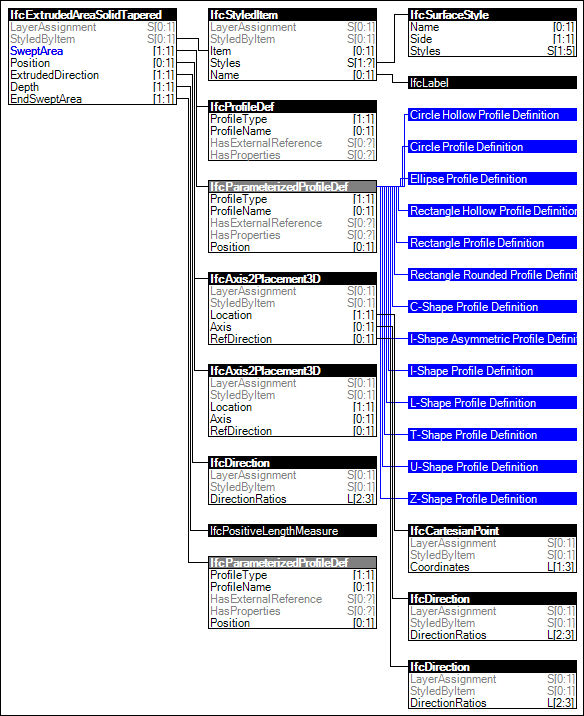 IfcExtrudedAreaSolidTapered
LayerAssignment S[0:1]
StyledByItem S[0:1]
SweptArea [1:1]
Position [0:1]
ExtrudedDirection [1:1]
Depth [1:1]
EndSweptArea [1:1]
IfcStyledItem
LayerAssignment S[0:1]
StyledByItem S[0:1]
Item [0:1]
Styles S[1:?]
Name [0:1]
IfcProfileDef
ProfileType [1:1]
ProfileName [0:1]
HasExternalReference S[0:?]
HasProperties S[0:?]
IfcParameterizedProfileDef
ProfileType [1:1]
ProfileName [0:1]
HasExternalReference S[0:?]
HasProperties S[0:?]
Position [0:1]
IfcAxis2Placement3D
LayerAssignment S[0:1]
StyledByItem S[0:1]
Location [1:1]
Axis [0:1]
RefDirection [0:1]
IfcAxis2Placement3D
LayerAssignment S[0:1]
StyledByItem S[0:1]
Location [1:1]
Axis [0:1]
RefDirection [0:1]
IfcDirection
LayerAssignment S[0:1]
StyledByItem S[0:1]
DirectionRatios L[2:3]
IfcPositiveLengthMeasure
IfcParameterizedProfileDef
ProfileType [1:1]
ProfileName [0:1]
HasExternalReference S[0:?]
HasProperties S[0:?]
Position [0:1]
IfcSurfaceStyle
Name [0:1]
Side [1:1]
Styles S[1:5]
IfcLabel
Circle Hollow Profile Definition
Circle Profile Definition
Ellipse Profile Definition
Rectangle Hollow Profile Definition
Rectangle Profile Definition
Rectangle Rounded Profile Definit
C-Shape Profile Definition
I-Shape Asymmetric Profile Defini
I-Shape Profile Definition
L-Shape Profile Definition
T-Shape Profile Definition
U-Shape Profile Definition
Z-Shape Profile Definition
IfcCartesianPoint
LayerAssignment S[0:1]
StyledByItem S[0:1]
Coordinates L[1:3]
IfcDirection
LayerAssignment S[0:1]
StyledByItem S[0:1]
DirectionRatios L[2:3]
IfcDirection
LayerAssignment S[0:1]
StyledByItem S[0:1]
DirectionRatios L[2:3]